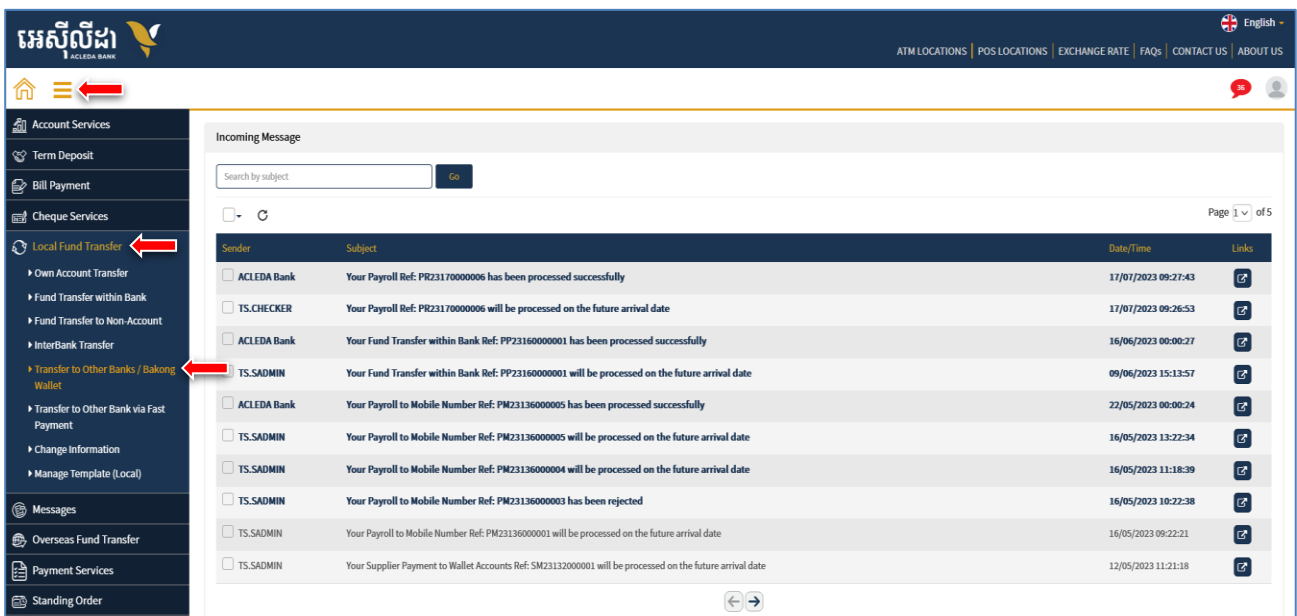 អេស៊ីលីដា
ACLEDA BANK
English
ATM LOCATIONS | POS LOCATIONS | EXCHANGE RATE | FAQs | CONTACT US | ABOUT US
36
Account Services
Term Deposit
Bill Payment
Cheque Services
Local Fund Transfer
Own Account Transfer
Fund Transfer within Bank
Fund Transfer to Non-Account
InterBank Transfer
Transfer to Other Banks / Bakong
Wallet
Transfer to Other Bank via Fast
Payment
Change Information
Manage Template (Local)
Messages
Overseas Fund Transfer
Payment Services
Standing Order
Incoming Message
Search by subject Go
Page 1 of 5
Sender Subject Date/Time Links
ACLEDA Bank Your Payroll Ref: PR23170000006 has been processed successfully 17/07/2023 09:27:43
TS.CHECKER Your Payroll Ref: PR23170000006 will be processed on the future arrival date 17/07/2023 09:26:53
ACLEDA Bank Your Fund Transfer within Bank Ref: PP23160000001 has been processed successfully 16/06/2023 00:00:27
TS.SADMIN Your Fund Transfer within Bank Ref: PP23160000001 will be processed on the future arrival date 09/06/2023 15:13:57
ACLEDA Bank Your Payroll to Mobile Number Ref: PM23136000005 has been processed successfully 22/05/2023 00:00:24
TS.SADMIN Your Payroll to Mobile Number Ref: PM23136000005 will be processed on the future arrival date 16/05/2023 13:22:34
TS.SADMIN Your Payroll to Mobile Number Ref: PM23136000004 will be processed on the future arrival date 16/05/2023 11:18:39
TS.SADMIN Your Payroll to Mobile Number Ref: PM23136000003 has been rejected 16/05/2023 10:22:38
TS.SADMIN Your Payroll to Mobile Number Ref: PM23136000001 will be processed on the future arrival date 16/05/2023 09:22:21
TS.SADMIN Your Supplier Payment to Wallet Accounts Ref: SM23132000001 will be processed on the future arrival date 12/05/2023 11:21:18